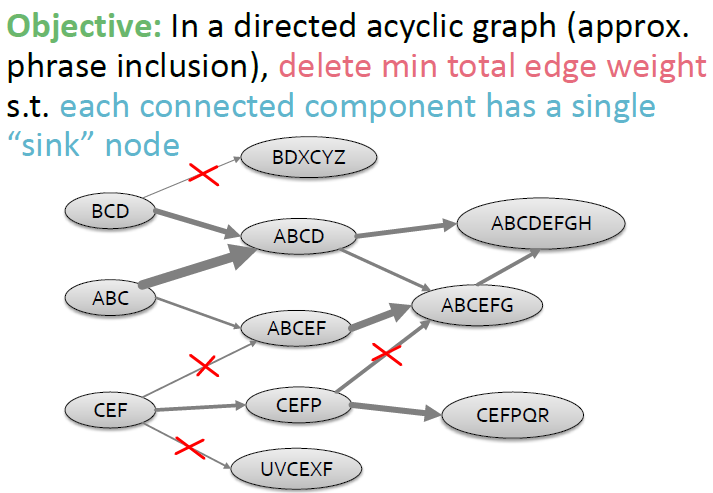 Objective: In a directed acyclic graph (approx.
phrase inclusion), delete min total edge weight
s.t. each connected component has a single
“sink” node
BDXCYZ
BCD
ABCD
ABCDEFGH
ABC
ABCEF
ABCEFG
CEF
CEFP
CEFPQR
UVCEXF